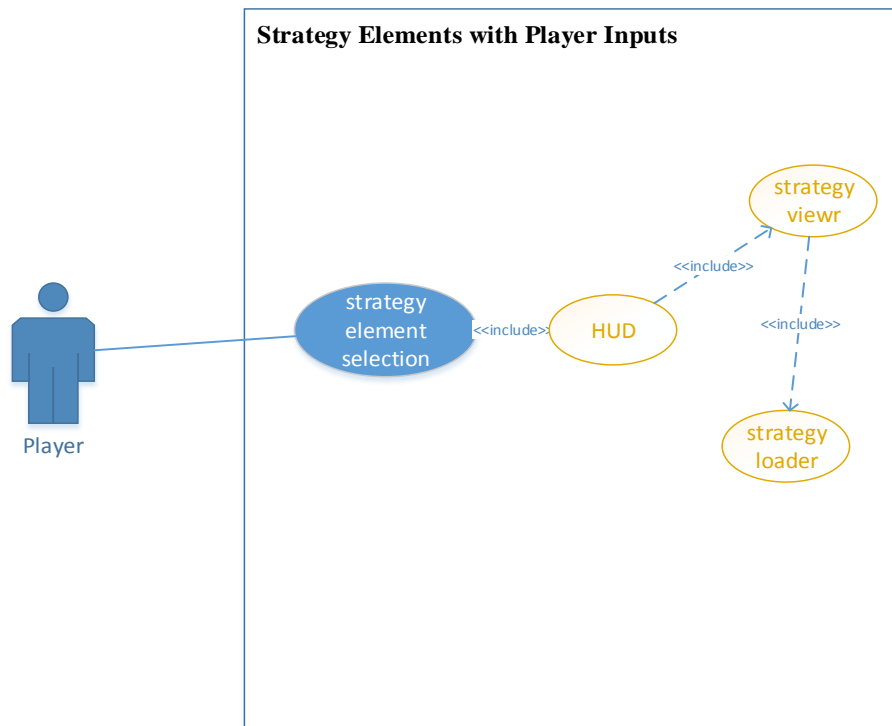 Strategy Elements with Player Inputs
strategy
viewr
<<include>>
strategy
element
selection
<<include>>
HUD
<<include>>
strategy
loader
Player